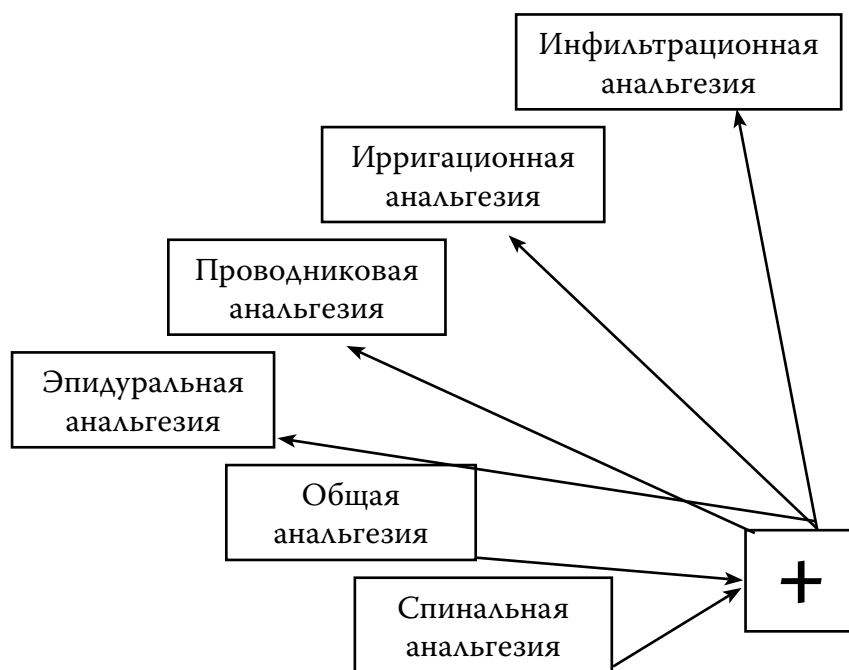 Инфильтрационная
анальгезия
Ирригационная
анальгезия
Проводниковая
анальгезия
Эпидуральная
анальгезия
Общая
анальгезия
+
Спинальная
анальгезия